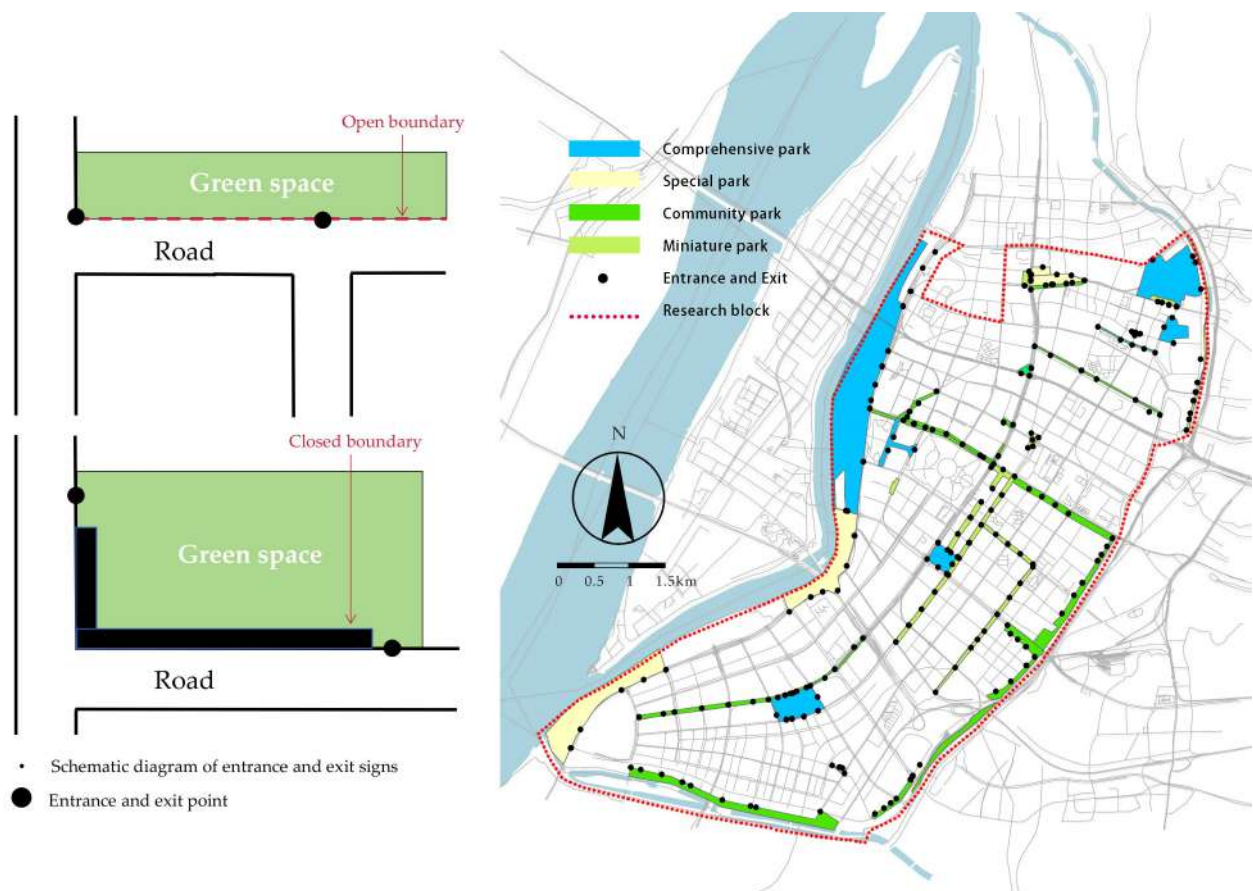 Open boundary
Green space
Road
Closed boundary
Green space
Road
Schematic diagram of entrance and exit signs
Entrance and exit point
Comprehensive park
Special park
Community park
Miniature park
Entrance and Exit
Research block
N
0 0.5 1 1.5km